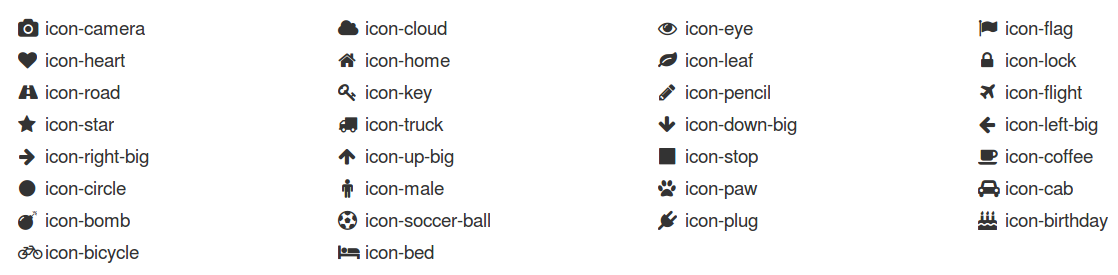 icon-camera icon-cloud icon-eye icon-flag
icon-heart icon-home icon-leaf icon-lock
icon-road icon-key icon-pencil icon-flight
icon-star icon-truck icon-down-big icon-left-big
icon-right-big icon-up-big icon-stop icon-coffee
icon-circle icon-male icon-paw icon-cab
icon-bomb icon-soccer-ball icon-plug icon-birthday
icon-bicycle icon-bed